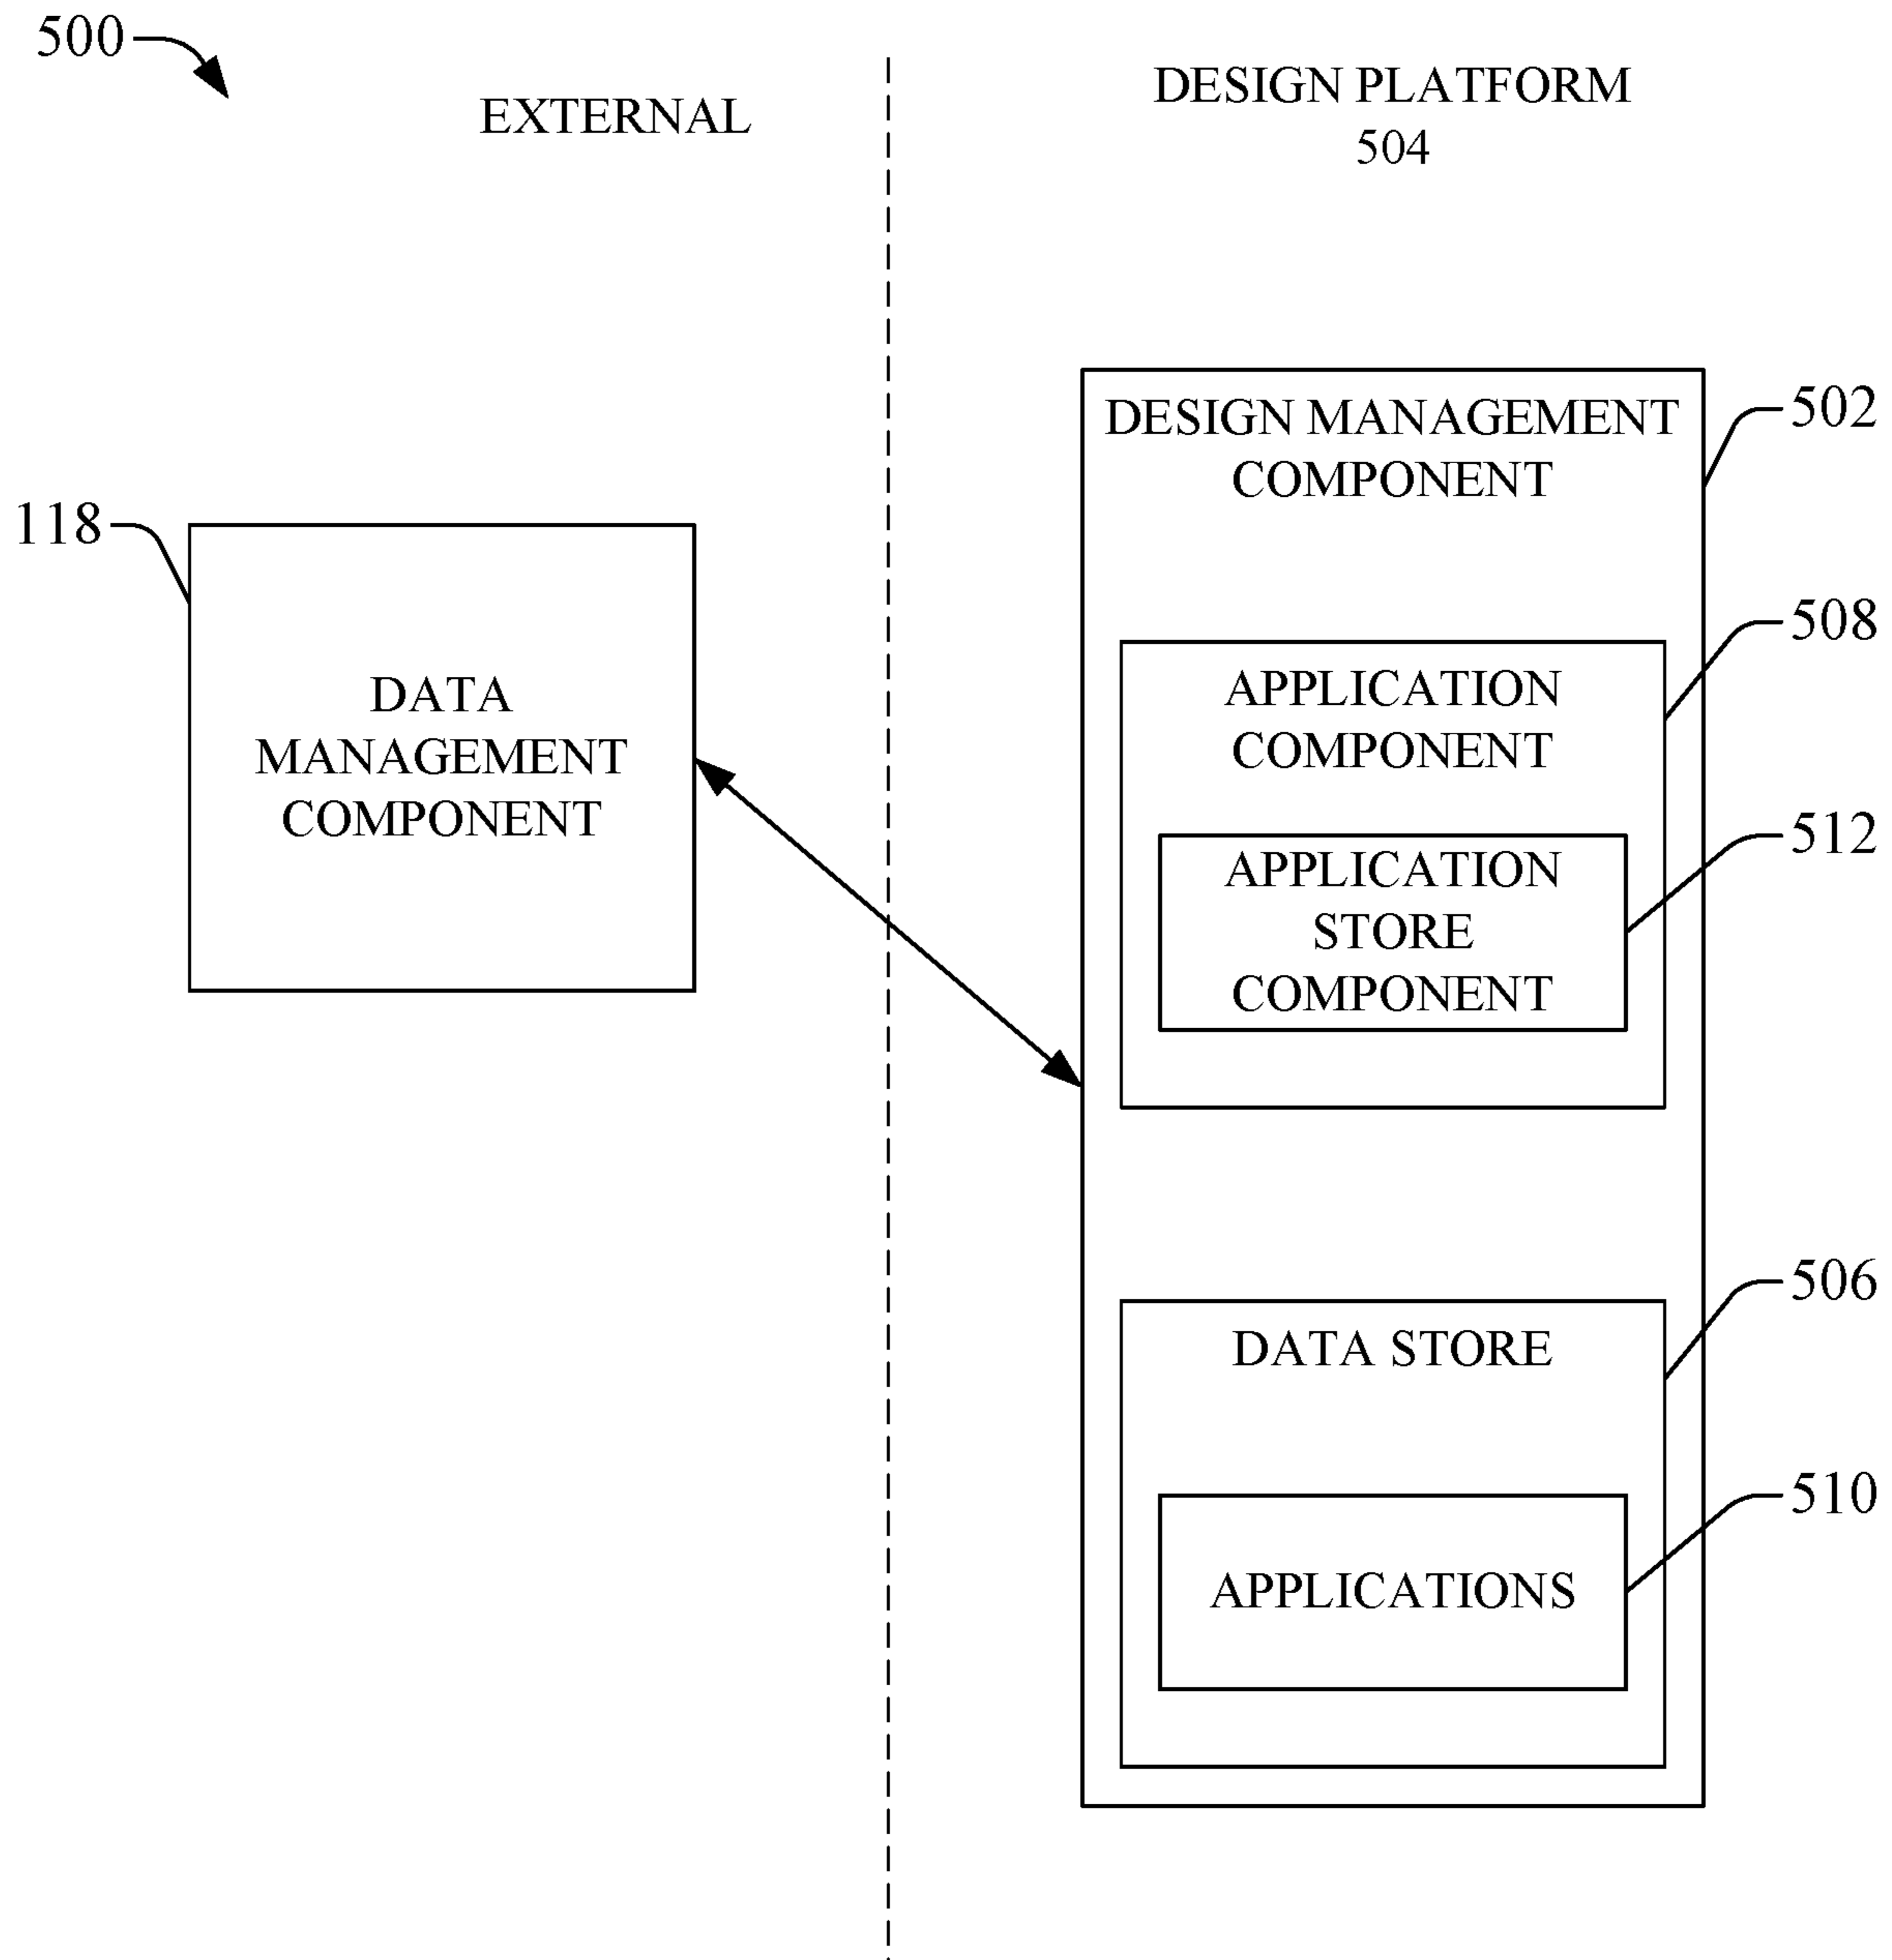 500
EXTERNAL
DESIGN PLATFORM
504
DESIGN MANAGEMENT
COMPONENT
502
118
DATA
MANAGEMENT
COMPONENT
508
APPLICATION
COMPONENT
512
APPLICATION
STORE
COMPONENT
506
DATA STORE
510
APPLICATIONS